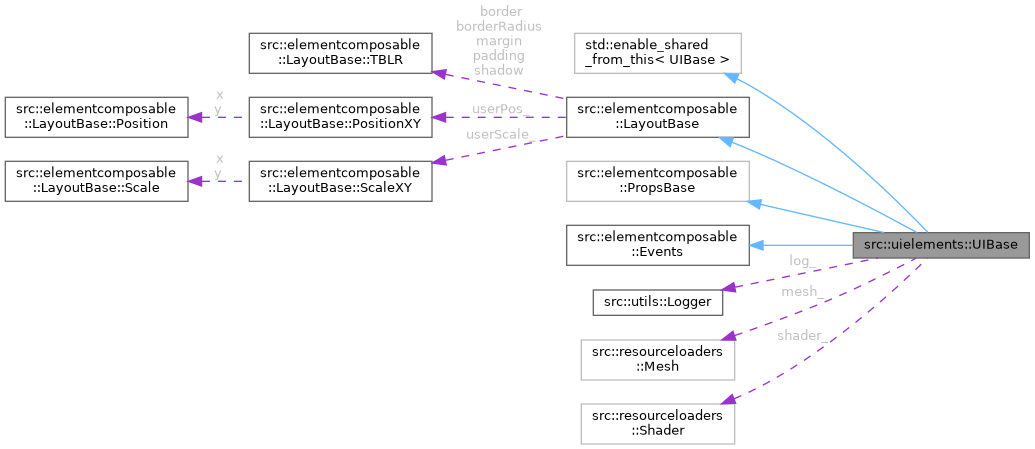 border
borderRadius
margin
padding
shadow
src::elementcomposable
::LayoutBase::TBLR
std::enable_shared
_from_this< UIBase >
x
y
src::elementcomposable
::LayoutBase::Position
src::elementcomposable
::LayoutBase::PositionXY
userPos_
src::elementcomposable
::LayoutBase
userScale_
x
y
src::elementcomposable
::LayoutBase::Scale
src::elementcomposable
::LayoutBase::ScaleXY
src::elementcomposable
::PropsBase
src::elementcomposable
::Events
src::uielements::UIBase
log_
src::utils::Logger
mesh_
src::resourceloaders
::Mesh
shader_
src::resourceloaders
::Shader